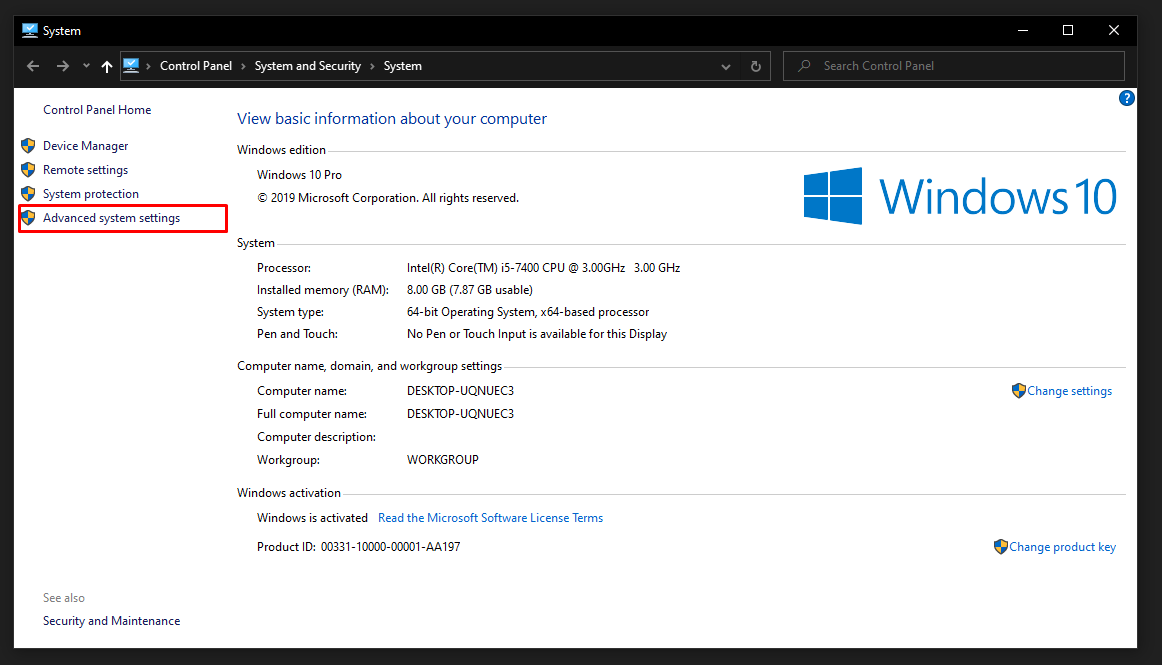 System
Control Panel › System and Security › System
Search Control Panel
?
Control Panel Home
Device Manager
Remote settings
System protection
Advanced system settings
See also
Security and Maintenance
View basic information about your computer
Windows edition
Windows 10 Pro
© 2019 Microsoft Corporation. All rights reserved.
Windows 10
System
Processor: Intel(R) Core(TM) i5-7400 CPU @ 3.00GHz 3.00 GHz
Installed memory (RAM): 8.00 GB (7.87 GB usable)
System type: 64-bit Operating System, x64-based processor
Pen and Touch: No Pen or Touch Input is available for this Display
Computer name, domain, and workgroup settings
Computer name: DESKTOP-UQNUEC3
Change settings
Full computer name: DESKTOP-UQNUEC3
Computer description:
Workgroup: WORKGROUP
Windows activation
Windows is activated Read the Microsoft Software License Terms
Product ID: 00331-10000-00001-AA197
Change product key